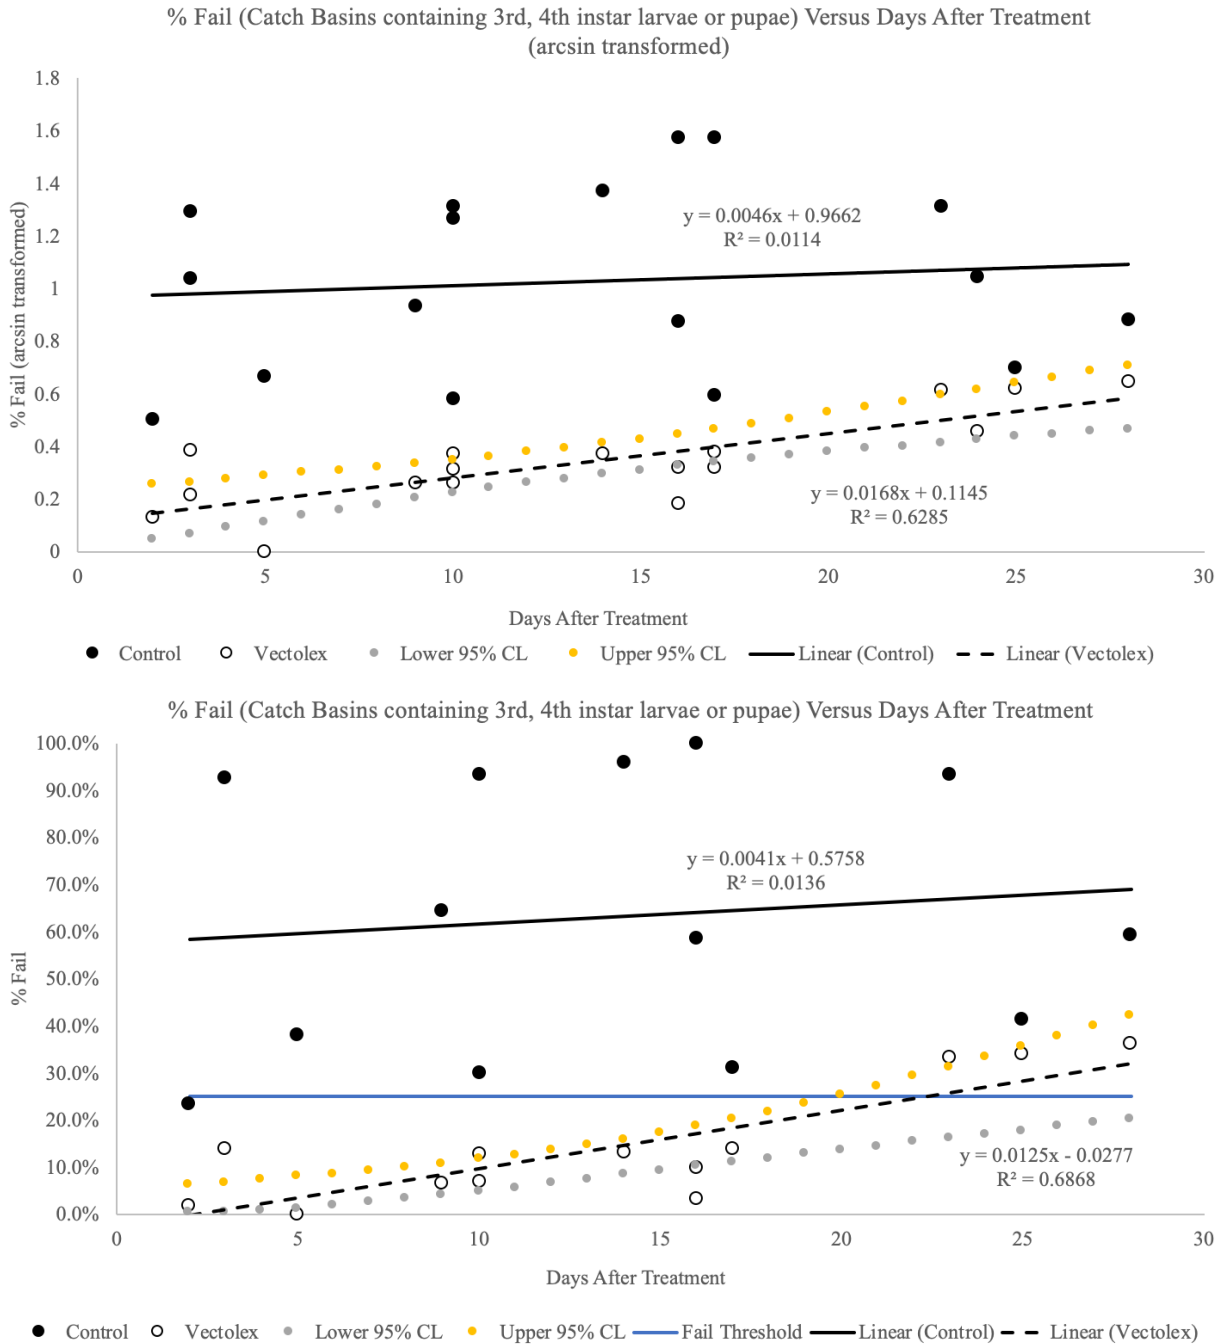 % Fail (Catch Basins containing 3rd, 4th instar larvae or pupae) Versus Days After Treatment
(arcsin transformed)
% Fail (arcsin transformed)
1.8
1.6
1.4
1.2
1
0.8
0.6
0.4
0.2
0
y = 0.0046x + 0.9662
R² = 0.0114
y = 0.0168x + 0.1145
R² = 0.6285
0 5 10 15 20 25 30
Days After Treatment
Control Vectolex Lower 95% CL Upper 95% CL Linear (Control) Linear (Vectolex)
% Fail (Catch Basins containing 3rd, 4th instar larvae or pupae) Versus Days After Treatment
% Fail
100.0%
90.0%
80.0%
70.0%
60.0%
50.0%
40.0%
30.0%
20.0%
10.0%
0.0%
y = 0.0041x + 0.5758
R² = 0.0136
y = 0.0125x - 0.0277
R² = 0.6868
0 5 10 15 20 25 30
Days After Treatment
Control Vectolex Lower 95% CL Upper 95% CL Fail Threshold Linear (Control) Linear (Vectolex)